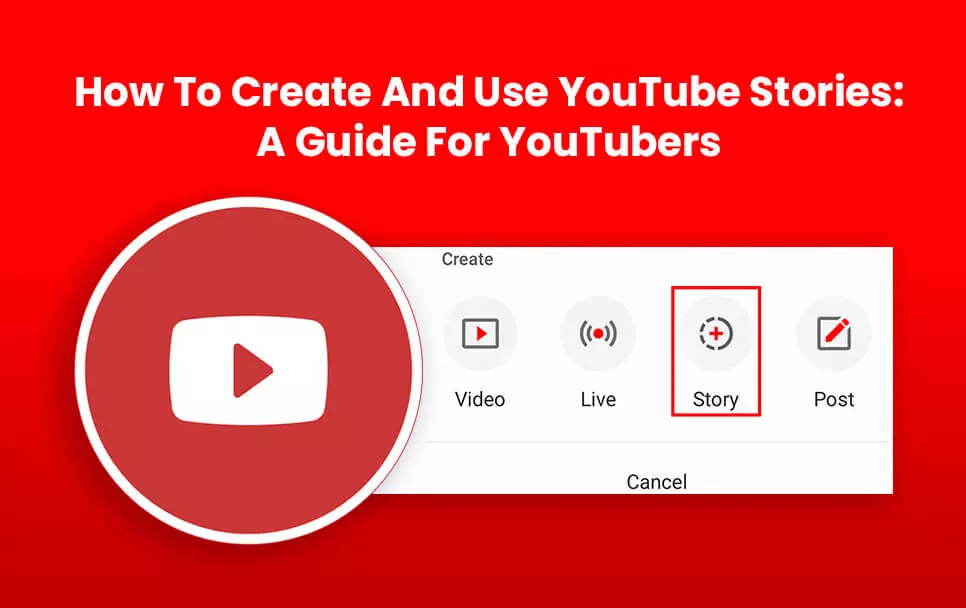 How To Create And Use YouTube Stories:
A Guide For YouTubers
Create
Video Live Story Post
Cancel